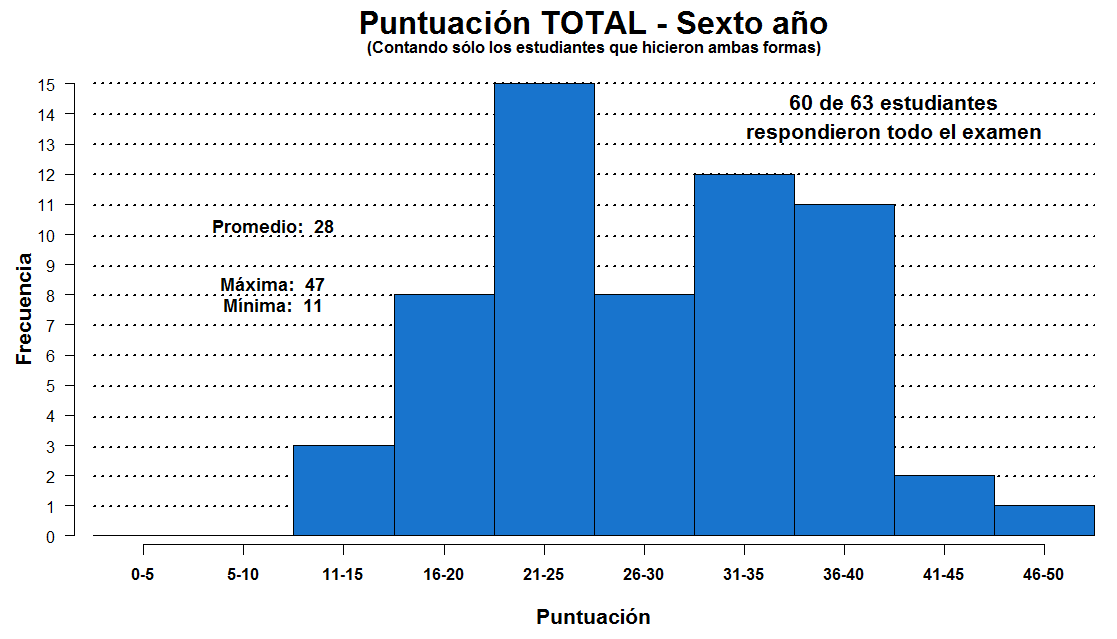 Puntuación TOTAL - Sexto año
(Contando sólo los estudiantes que hicieron ambas formas)
60 de 63 estudiantes
respondieron todo el examen
Promedio: 28
Máxima: 47
Mínima: 11
Frecuencia
15
14
13
12
11
10
9
8
7
6
5
4
3
2
1
0
0-5 5-10 11-15 16-20 21-25 26-30 31-35 36-40 41-45 46-50
Puntuación